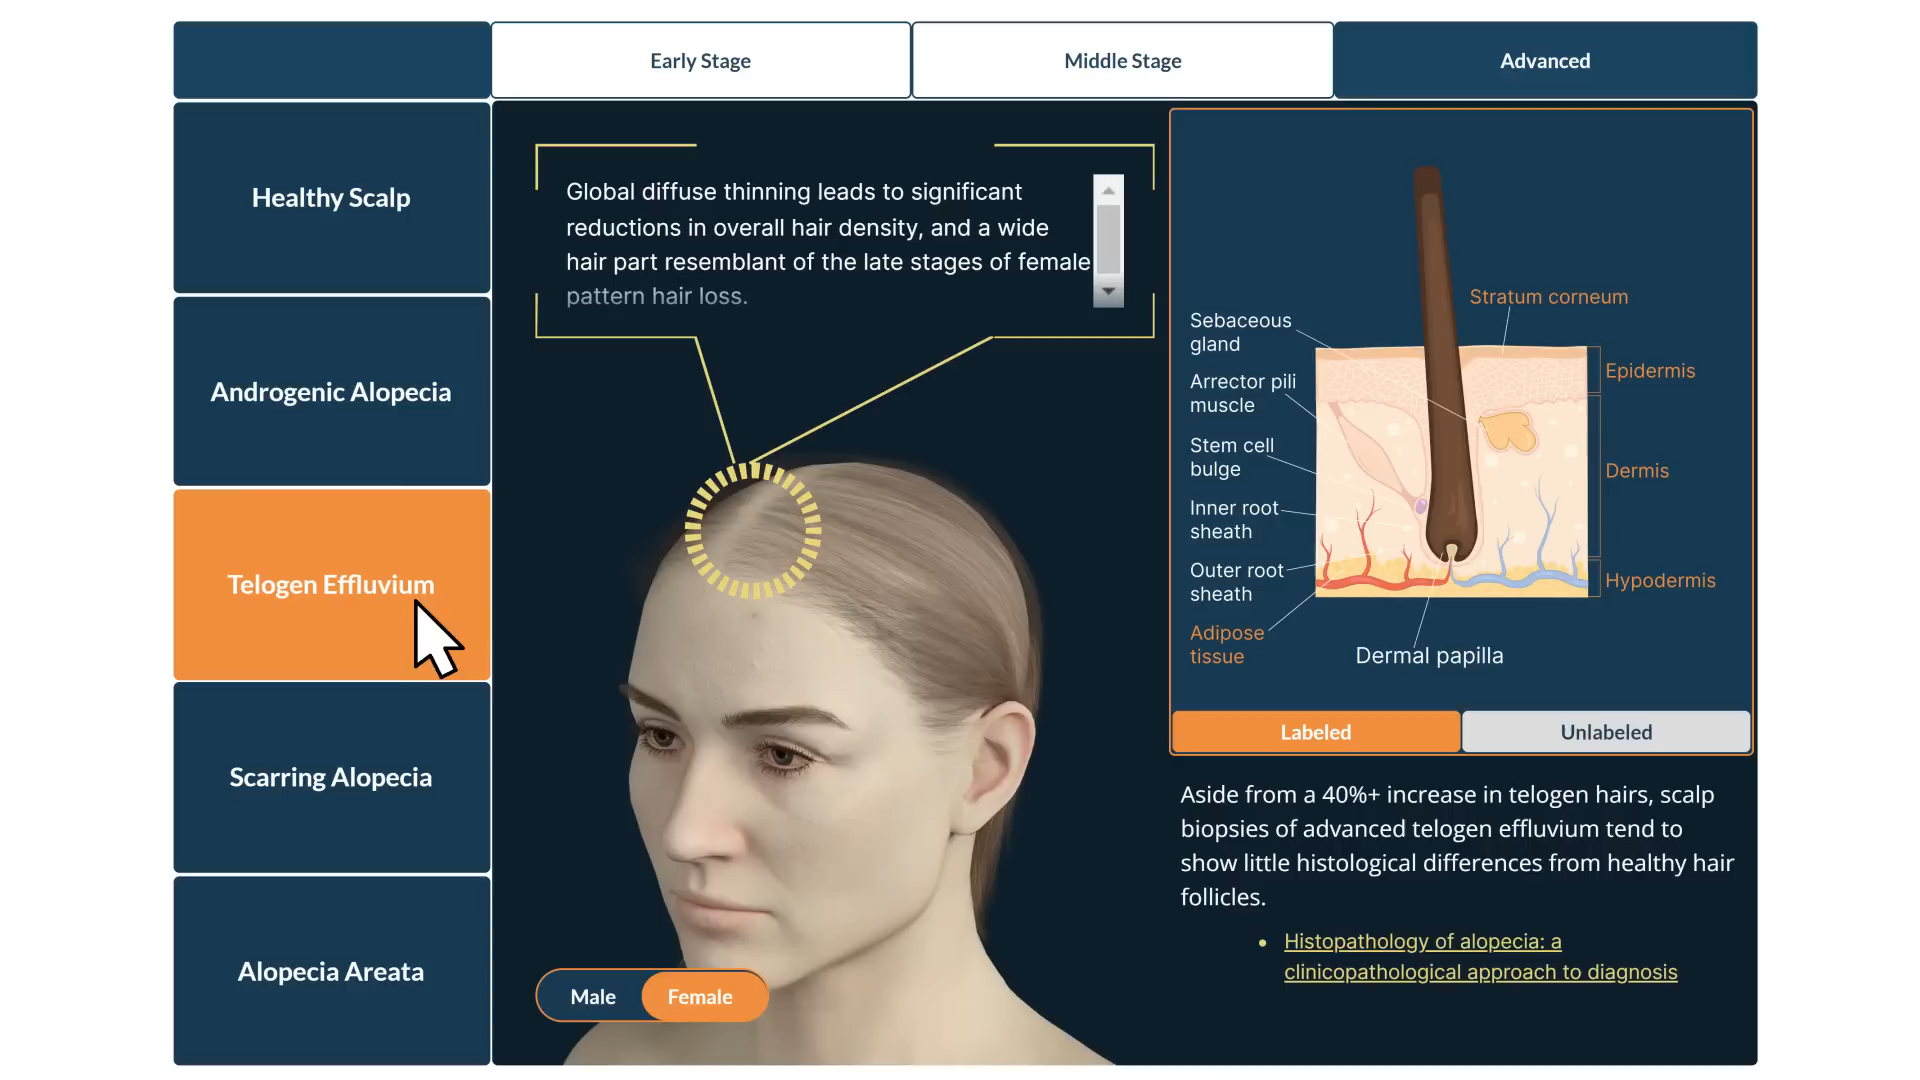 Early Stage
Middle Stage
Advanced
Healthy Scalp
Androgenic Alopecia
Telogen Effluvium
Scarring Alopecia
Alopecia Areata
Global diffuse thinning leads to significant
reductions in overall hair density, and a wide
hair part resemblant of the late stages of female
pattern hair loss.
Male
Female
Sebaceous
gland
Arrector pili
muscle
Stem cell
bulge
Inner root
sheath
Outer root
sheath
Adipose
tissue
Dermal papilla
Stratum corneum
Epidermis
Dermis
Hypodermis
Labeled
Unlabeled
Aside from a 40%+ increase in telogen hairs, scalp
biopsies of advanced telogen effluvium tend to
show little histological differences from healthy hair
follicles.
• Histopathology of alopecia: a
clinicopathological approach to diagnosis